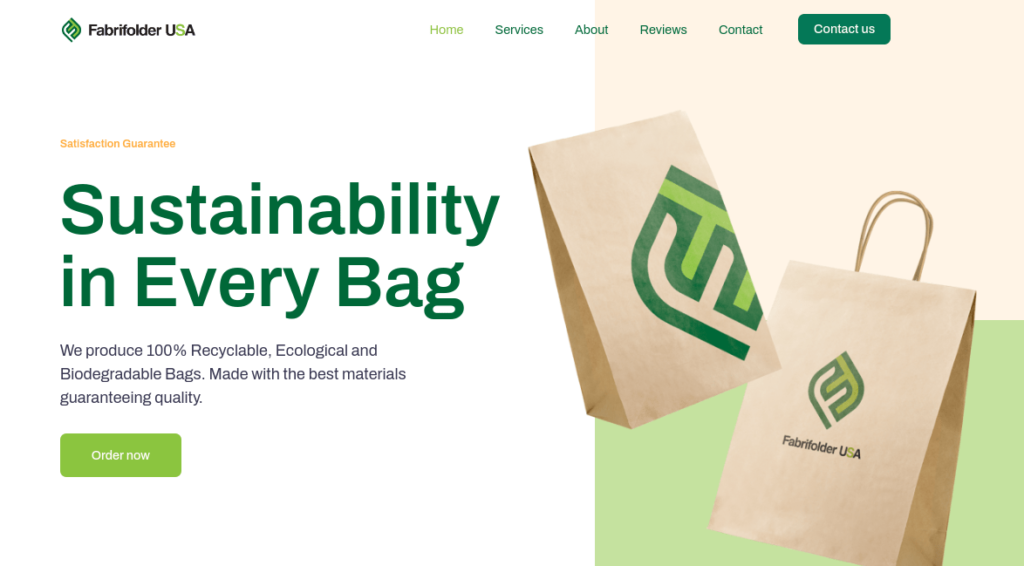 Fabrifolder USA
Home
Services
About
Reviews
Contact
Contact us
Satisfaction Guarantee
Sustainability
in Every Bag
We produce 100% Recyclable, Ecological and
Biodegradable Bags. Made with the best materials
guaranteeing quality.
Order now
Fabrifolder USA